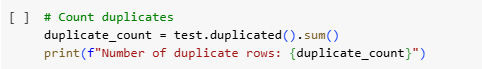 [ ] # Count duplicates
duplicate_count = test.duplicated().sum()
print(f"Number of duplicate rows: {duplicate_count}")